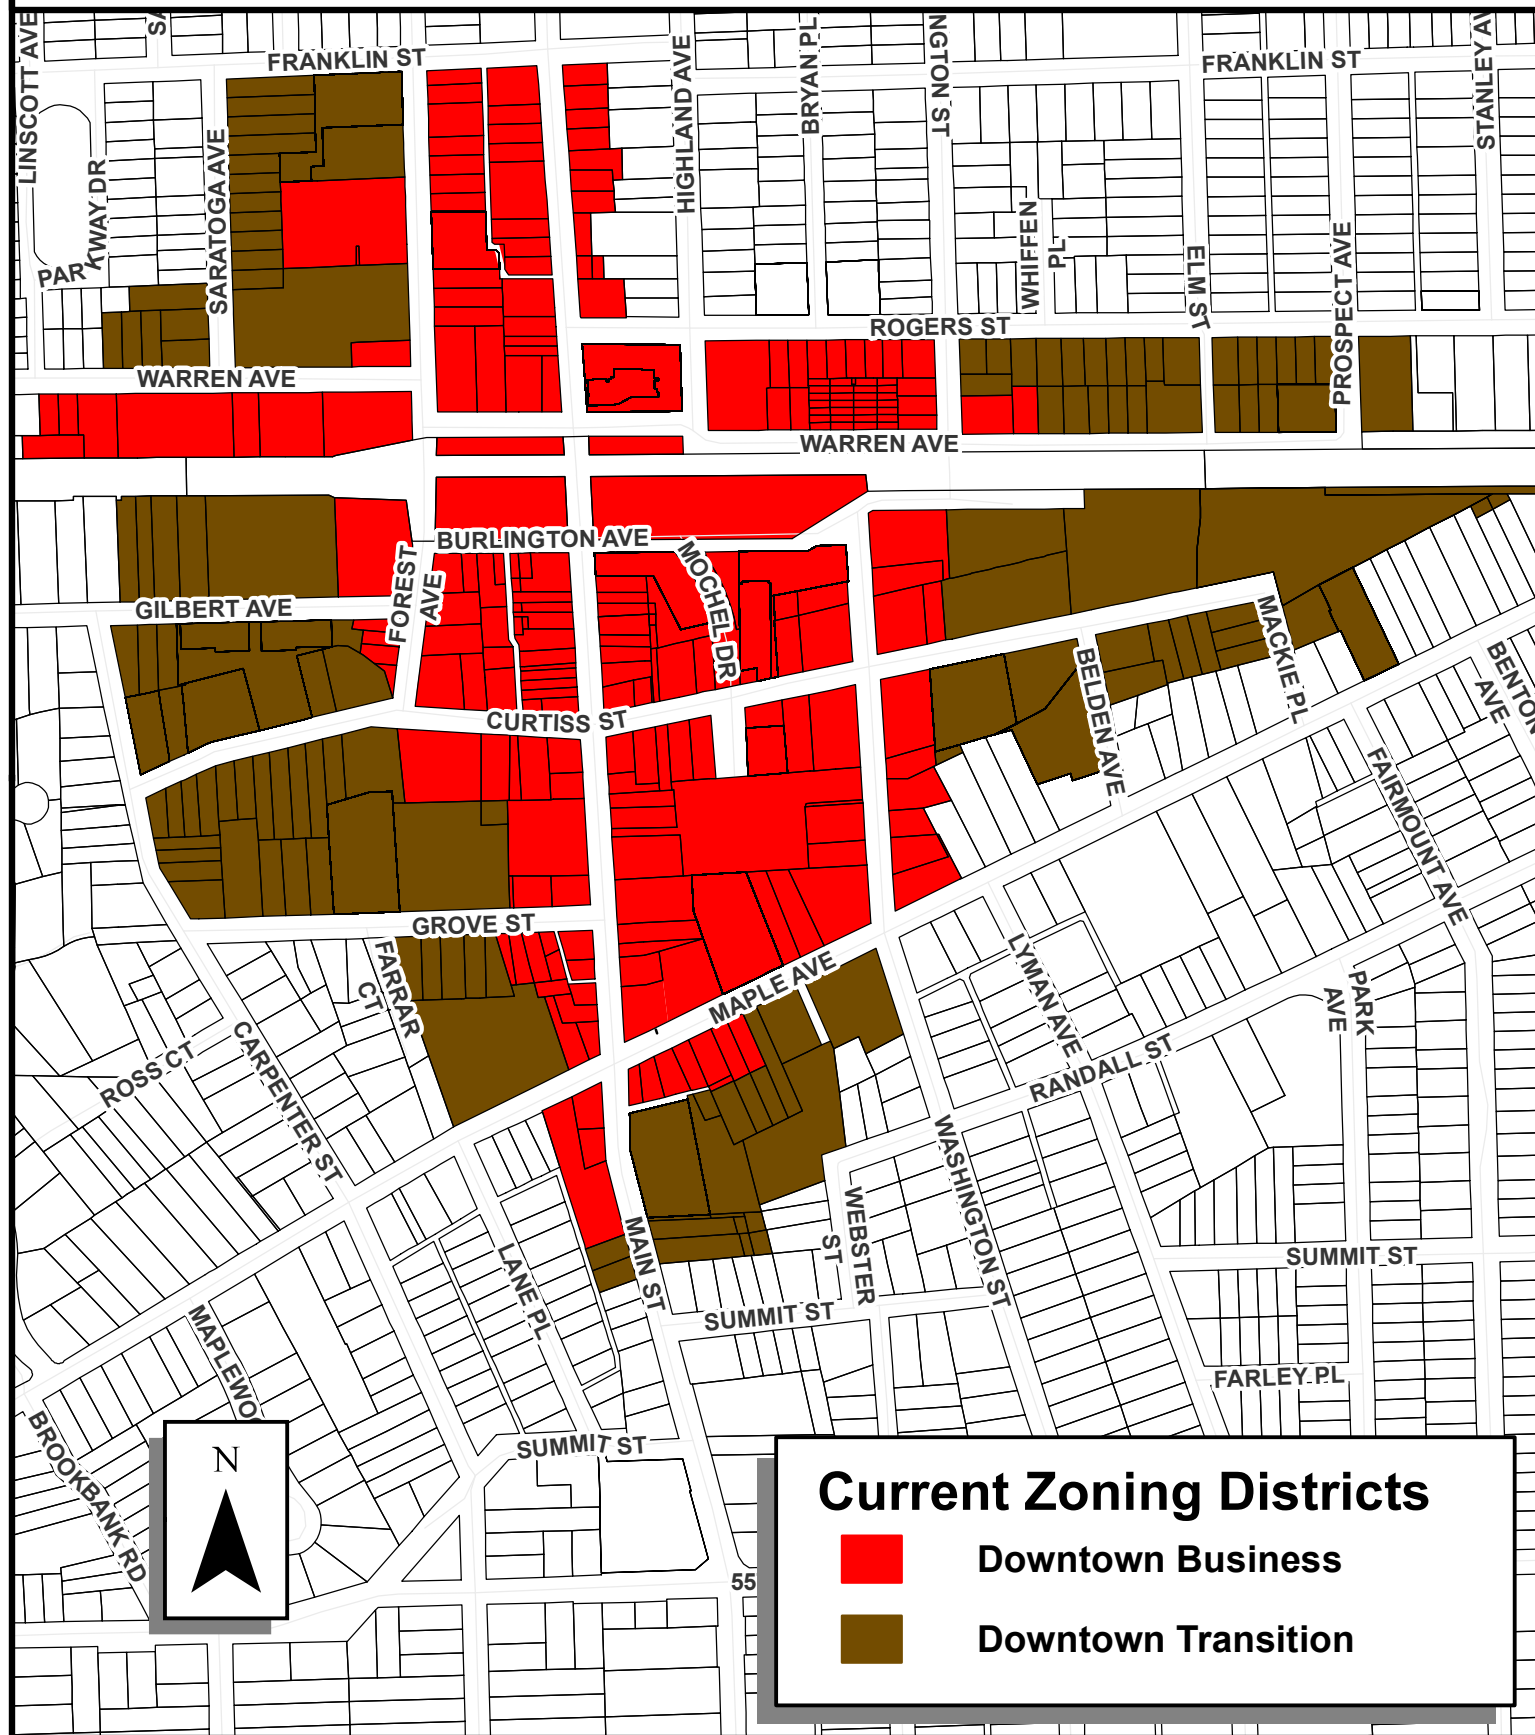 LINSCOTT AVE
SA
FRANKLIN ST
HIGHLAND AVE
BRYAN PL
NGTON ST
FRANKLIN ST
STANLEY AV
PAR
KWAY DR
SARATOGA AVE
WHIFFEN
PL
ELM ST
PROSPECT AVE
ROGERS ST
WARREN AVE
WARREN AVE
BURLINGTON AVE
FOREST
AVE
MOCHEL DR
GILBERT AVE
MACKIE PL
BELDEN AVE
BENTON
AVE
CURTISS ST
FAIRMOUNT AVE
GROVE ST
FARRAR
CT
MAPLE AVE
LYMAN AVE
PARK
AVE
ROSS CT
CARPENTER ST
RANDALL ST
WASHINGTON ST
WEBSTER
ST
MAIN ST
LANE PL
SUMMIT ST
SUMMIT ST
MAPLEWOO
FARLEY PL
BROOKBANK RD
SUMMIT ST
N
55
Current Zoning Districts
Downtown Business
Downtown Transition